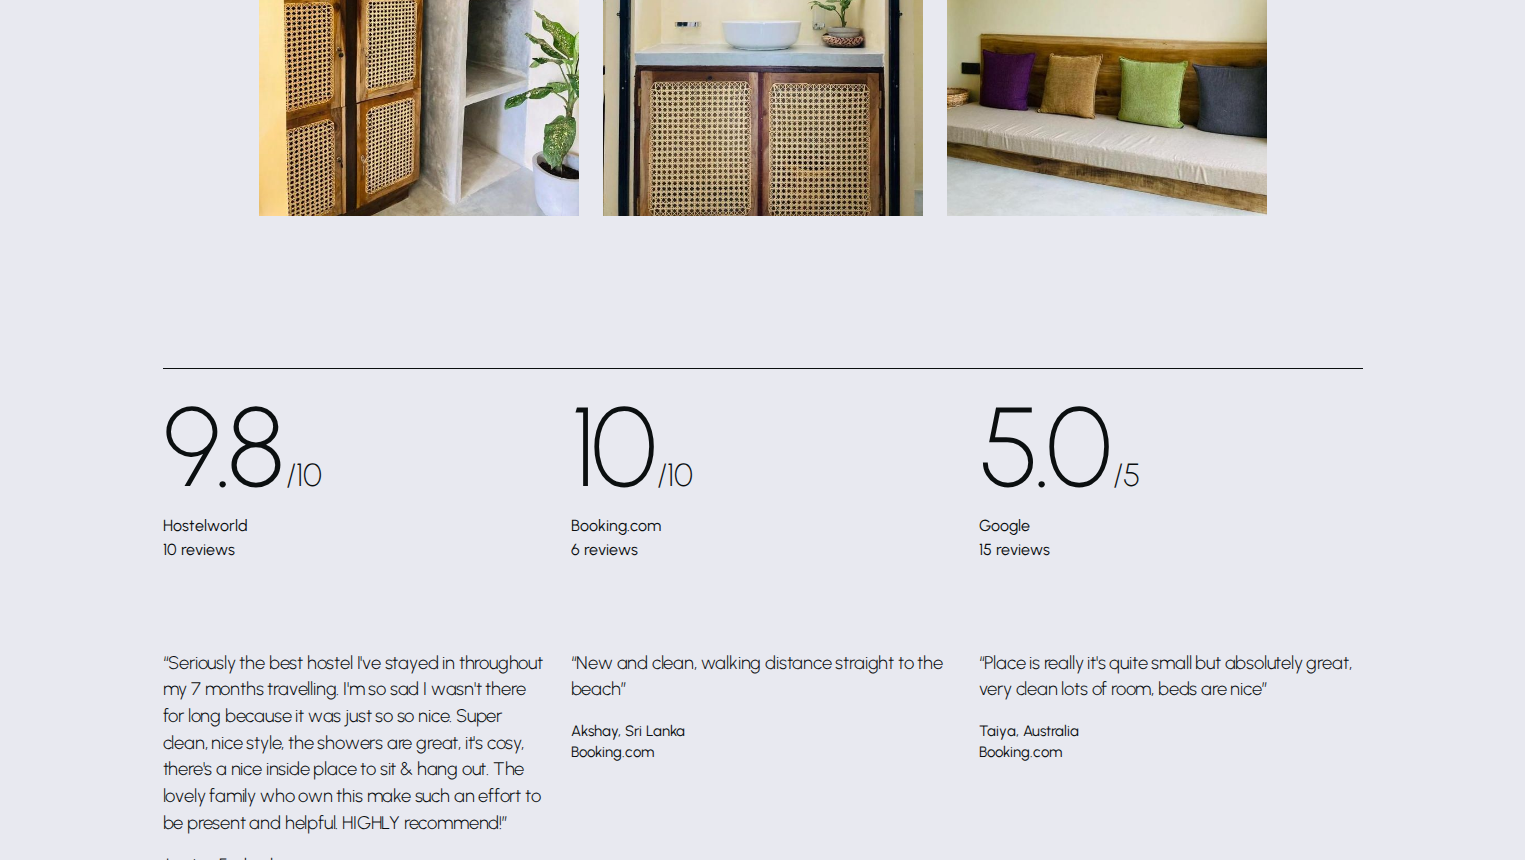 9.8/10
10/10
5.0/5
Hostelworld
10 reviews
Booking.com
6 reviews
Google
15 reviews
“Seriously the best hostel I've stayed in throughout
my 7 months travelling. I'm so sad I wasn't there
for long because it was just so so nice. Super
clean, nice style, the showers are great, it's cosy,
there's a nice inside place to sit & hang out. The
lovely family who own this make such an effort to
be present and helpful. HIGHLY recommend!”
“New and clean, walking distance straight to the
beach”
Akshay, Sri Lanka
Booking.com
“Place is really it's quite small but absolutely great,
very clean lots of room, beds are nice”
Taiya, Australia
Booking.com